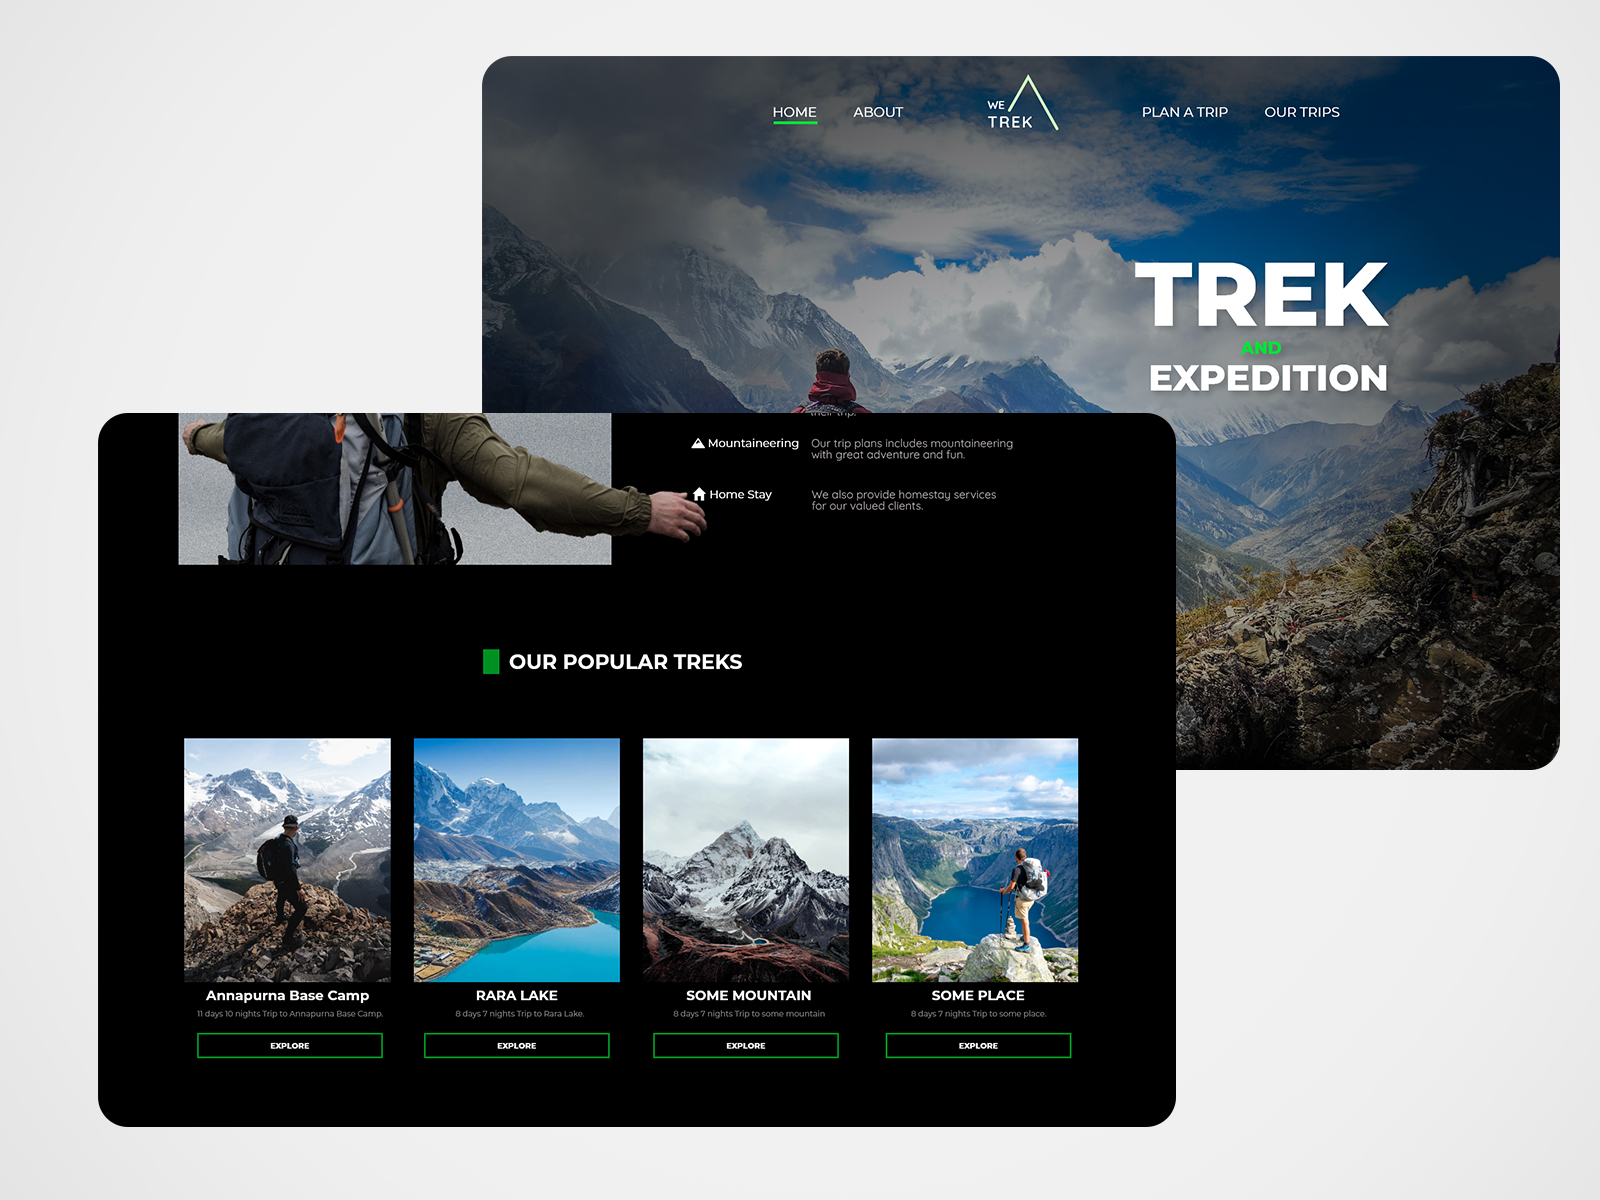 HOME
ABOUT
WE
TREK
PLAN A TRIP
OUR TRIPS
TREK
AND
EXPEDITION
their trip.
Mountaineering
Our trip plans includes mountaineering
with great adventure and fun.
Home Stay
We also provide homestay services
for our valued clients.
OUR POPULAR TREKS
Annapurna Base Camp
11 days 10 nights Trip to Annapurna Base Camp.
EXPLORE
RARA LAKE
8 days 7 nights Trip to Rara Lake.
EXPLORE
SOME MOUNTAIN
8 days 7 nights Trip to some mountain
EXPLORE
SOME PLACE
8 days 7 nights Trip to some place.
EXPLORE